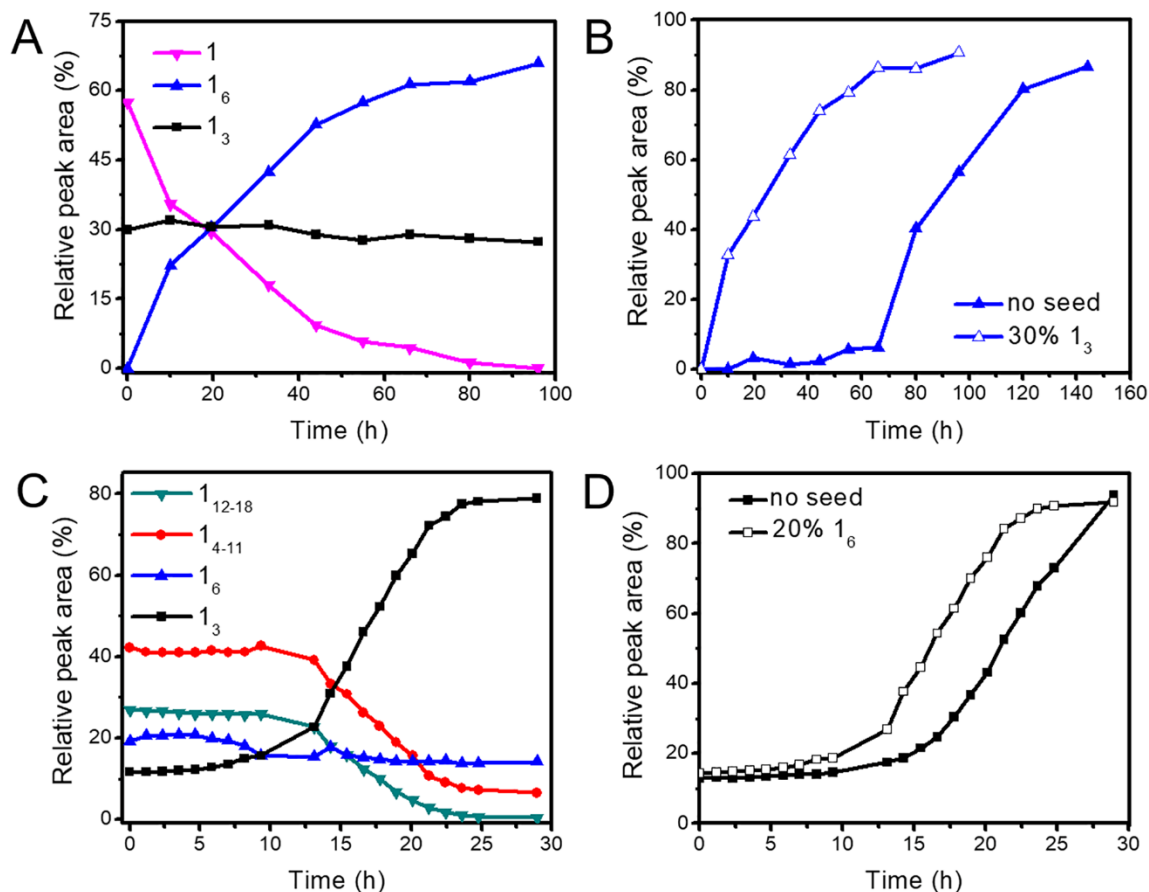 A
Relative peak area (%)
75
60
45
30
15
0
1
1₆
1₃
0 20 40 60 80 100
Time (h)
B
Relative peak area (%)
100
80
60
40
20
0
no seed
30% 1₃
0 20 40 60 80 100 120 140 160
Time (h)
C
Relative peak area (%)
80
60
40
20
0
1₁₂₋₁₈
1₄₋₁₁
1₆
1₃
0 5 10 15 20 25 30
Time (h)
D
Relative peak area (%)
100
80
60
40
20
0
no seed
20% 1₆
0 5 10 15 20 25 30
Time (h)